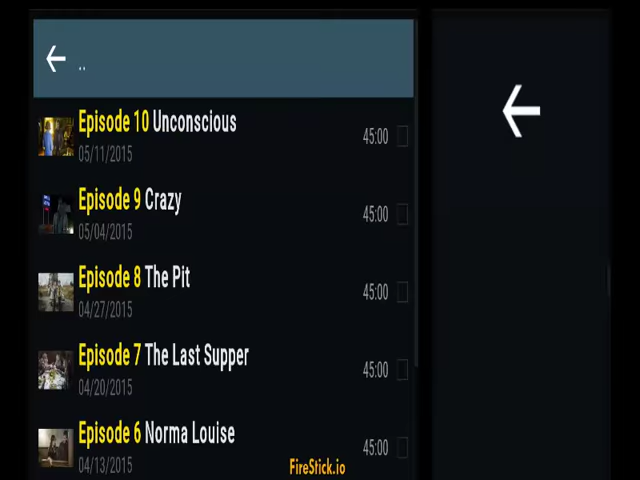 ..
Episode 10 Unconscious
05/11/2015
45:00
Episode 9 Crazy
05/04/2015
45:00
Episode 8 The Pit
04/27/2015
45:00
Episode 7 The Last Supper
04/20/2015
45:00
Episode 6 Norma Louise
04/13/2015
45:00
FireStick.io